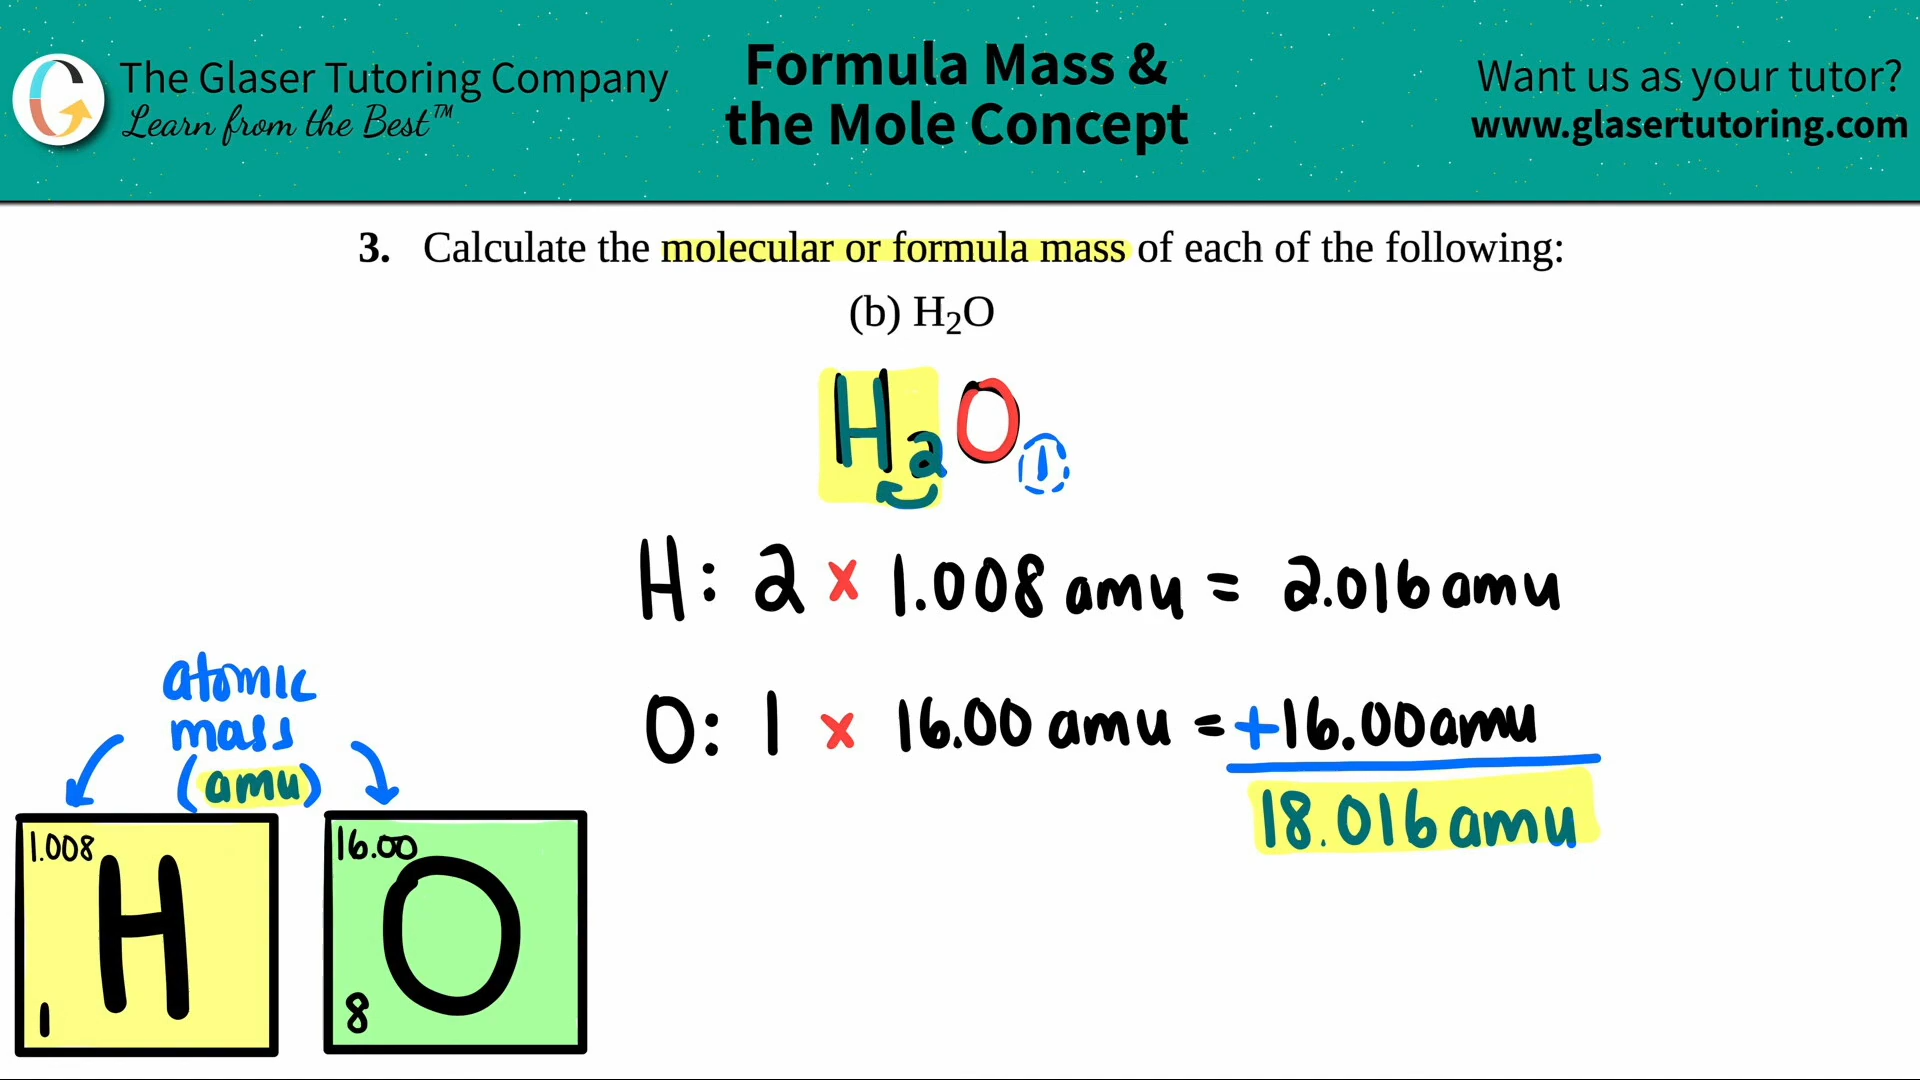 The Glaser Tutoring Company
Learn from the Best™
Formula Mass &
the Mole Concept
Want us as your tutor?
www.glasertutoring.com
3. Calculate the molecular or formula mass of each of the following:
(b) H₂O
H₂O₁
H: 2 × 1.008 amu = 2.016 amu
O: 1 × 16.00 amu = +16.00 amu
18.016 amu
atomic
mass
(amu)
1.008
H
1
16.00
O
8